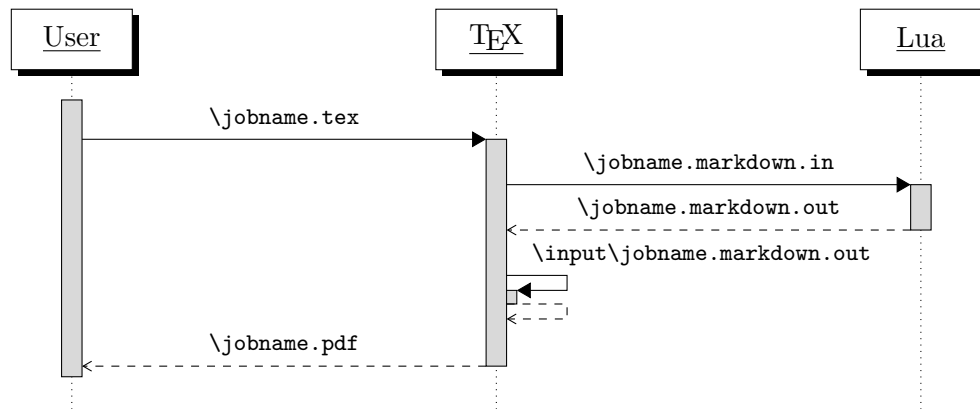 User
TEX
Lua
\jobname.tex
\jobname.markdown.in
\jobname.markdown.out
\input\jobname.markdown.out
\jobname.pdf